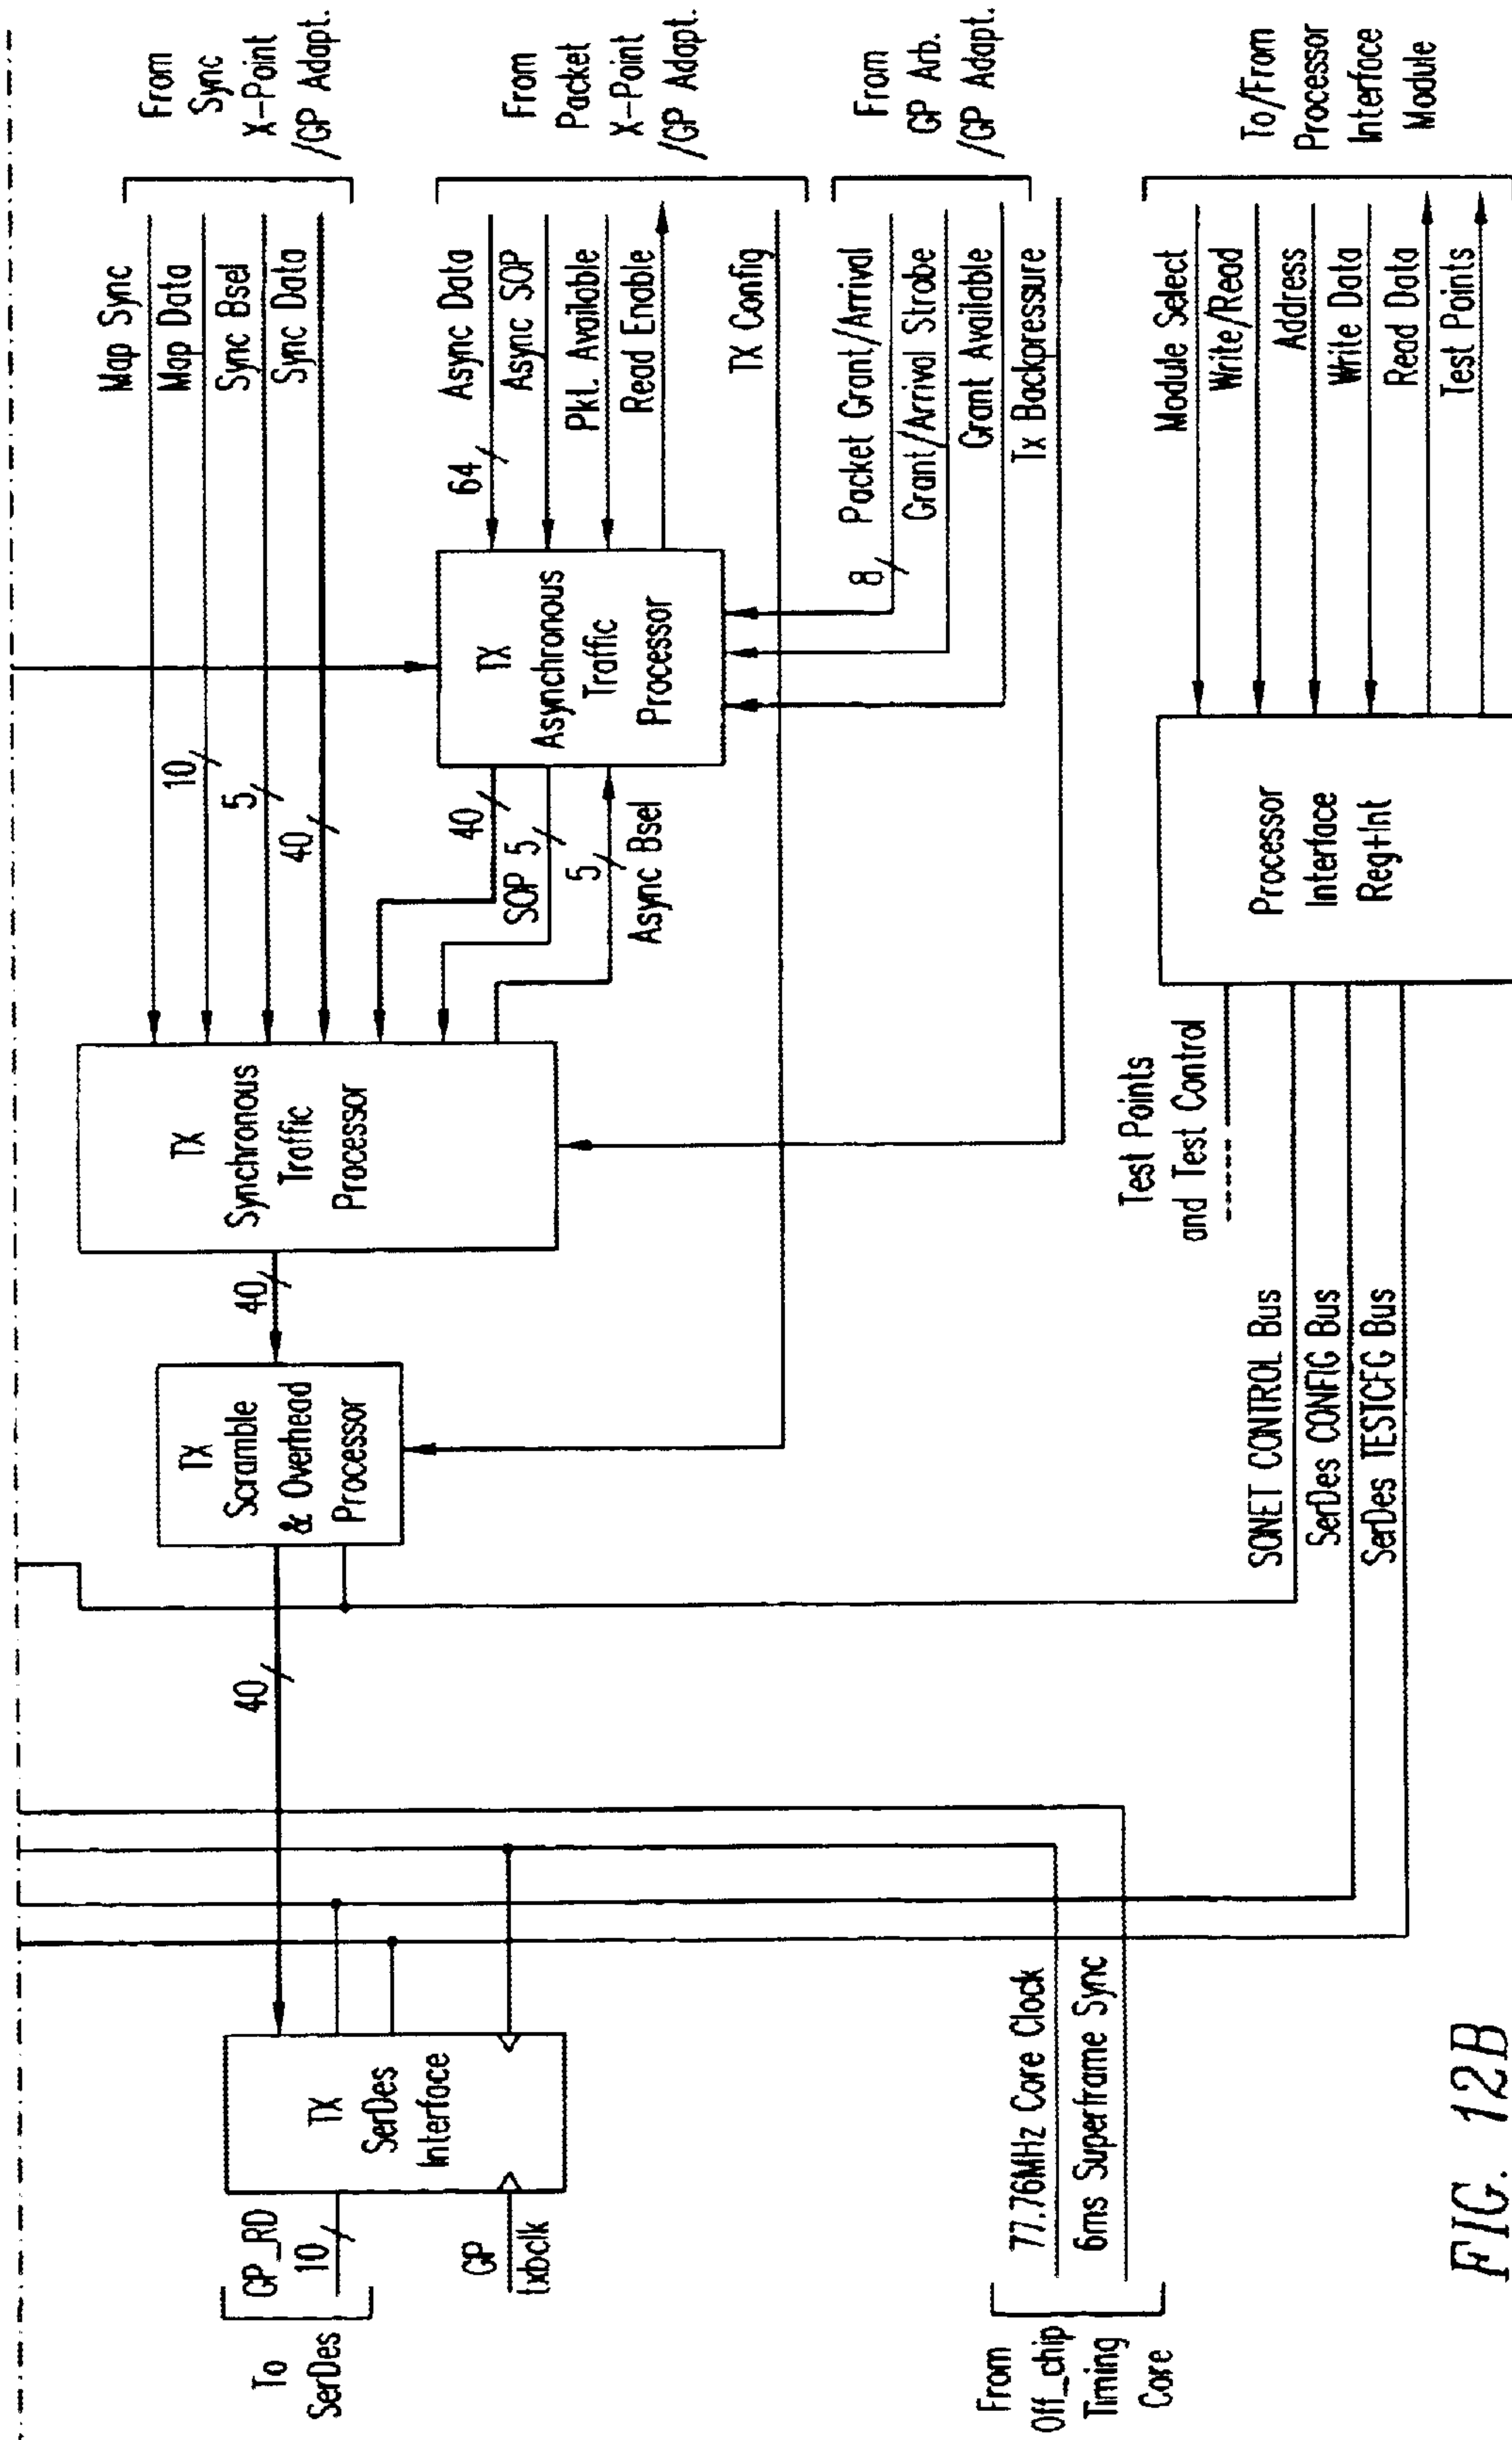 From
Sync
X-Point
/GP Adapt.
Map Sync
Map Data
Sync Bsel
Sync Data
10
5
40
From
Packet
X-Point
/GP Adapt.
Async Data
Async SOP
Pkt. Available
Read Enable
64
TX Config
From
GP Arb.
/GP Adapt.
Packet Grant/Arrival
Grant/Arrival Strobe
Grant Available
Tx Backpressure
8
To/From
Processor
Interface
Module
Module Select
Write/Read
Address
Write Data
Read Data
Test Points
TX
Asynchronous
Traffic
Processor
40
SOP 5
5
Async Bsel
TX
Synchronous
Traffic
Processor
40
TX
Scramble
& Overhead
Processor
40
Processor
Interface
Reg+Int
Test Points
and Test Control
SONET CONTROL Bus
SerDes CONFIG Bus
SerDes TESTCFG Bus
TX
SerDes
Interface
To
SerDes
GP_RD
10
GP
txbclk
From
Off_chip
Timing
Core
77.76MHz Core Clock
6ms Superframe Sync
FIG. 12B